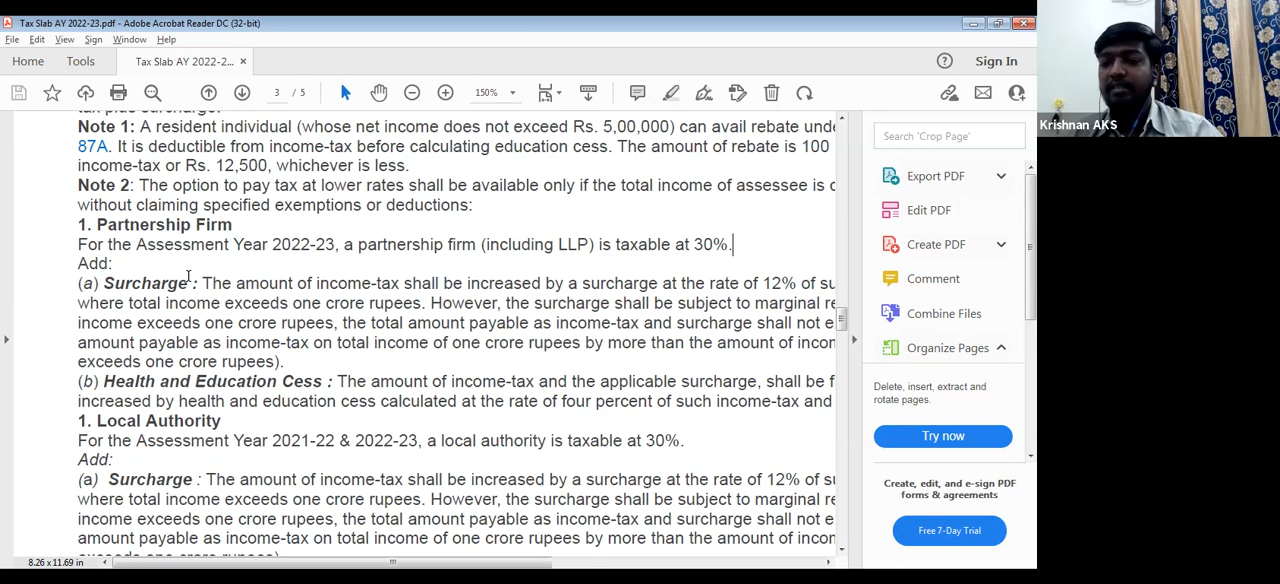 Tax Slab AY 2022-23.pdf - Adobe Acrobat Reader DC (32-bit)
File Edit View Sign Window Help
Home Tools Tax Slab AY 2022-2... × Sign In
3 / 5 150%
Krishnan AKS
Note 1: A resident individual (whose net income does not exceed Rs. 5,00,000) can avail rebate unde
87A. It is deductible from income-tax before calculating education cess. The amount of rebate is 100
income-tax or Rs. 12,500, whichever is less.
Note 2: The option to pay tax at lower rates shall be available only if the total income of assessee is c
without claiming specified exemptions or deductions:
1. Partnership Firm
For the Assessment Year 2022-23, a partnership firm (including LLP) is taxable at 30%.
Add:
(a) Surcharge : The amount of income-tax shall be increased by a surcharge at the rate of 12% of su
where total income exceeds one crore rupees. However, the surcharge shall be subject to marginal re
income exceeds one crore rupees, the total amount payable as income-tax and surcharge shall not e
amount payable as income-tax on total income of one crore rupees by more than the amount of incom
exceeds one crore rupees).
(b) Health and Education Cess : The amount of income-tax and the applicable surcharge, shall be f
increased by health and education cess calculated at the rate of four percent of such income-tax and
1. Local Authority
For the Assessment Year 2021-22 & 2022-23, a local authority is taxable at 30%.
Add:
(a) Surcharge : The amount of income-tax shall be increased by a surcharge at the rate of 12% of su
where total income exceeds one crore rupees. However, the surcharge shall be subject to marginal re
income exceeds one crore rupees, the total amount payable as income-tax and surcharge shall not e
amount payable as income-tax on total income of one crore rupees by more than the amount of incom
8.26 x 11.69 in
Search 'Crop Page'
Export PDF
Edit PDF
Create PDF
Comment
Combine Files
Organize Pages
Delete, insert, extract and
rotate pages.
Try now
Create, edit, and e-sign PDF
forms & agreements
Free 7-Day Trial